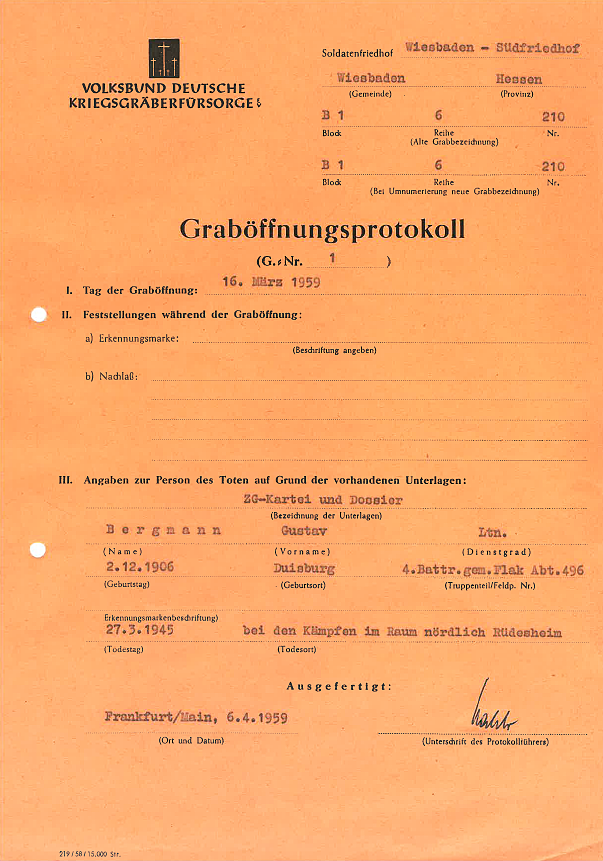 VOLKSBUND DEUTSCHE
KRIEGSGRÄBERFÜRSORGE
Soldatenfriedhof Wiesbaden - Südfriedhof
Wiesbaden Hessen
(Gemeinde) (Provinz)
B 1 6 210
Block Reihe Nr.
(Alte Grabbezeichnung)
B 1 6 210
Block Reihe Nr.
(Bei Umnumerierung neue Grabbezeichnung)
Graböffnungsprotokoll
(G.-Nr. 1 )
I. Tag der Graböffnung: 16. März 1959
II. Feststellungen während der Graböffnung:
a) Erkennungsmarke:
(Beschriftung angeben)
b) Nachlaß:
III. Angaben zur Person des Toten auf Grund der vorhandenen Unterlagen:
ZG-Kartei und Dossier
(Bezeichnung der Unterlagen)
Bergmann Gustav Ltn.
(Name) (Vorname) (Dienstgrad)
2.12.1906 Duisburg 4.Battr.gem.Flak Abt.496
(Geburtstag) (Geburtsort) (Truppenteil/Feldp. Nr.)
Erkennungsmarkenbeschriftung)
27.3.1945 bei den Kämpfen im Raum nördlich Rüdesheim
(Todestag) (Todesort)
Ausgefertigt:
Frankfurt/Main, 6.4.1959
(Ort und Datum) (Unterschrift des Protokollführers)
219/58/15.000 Str.